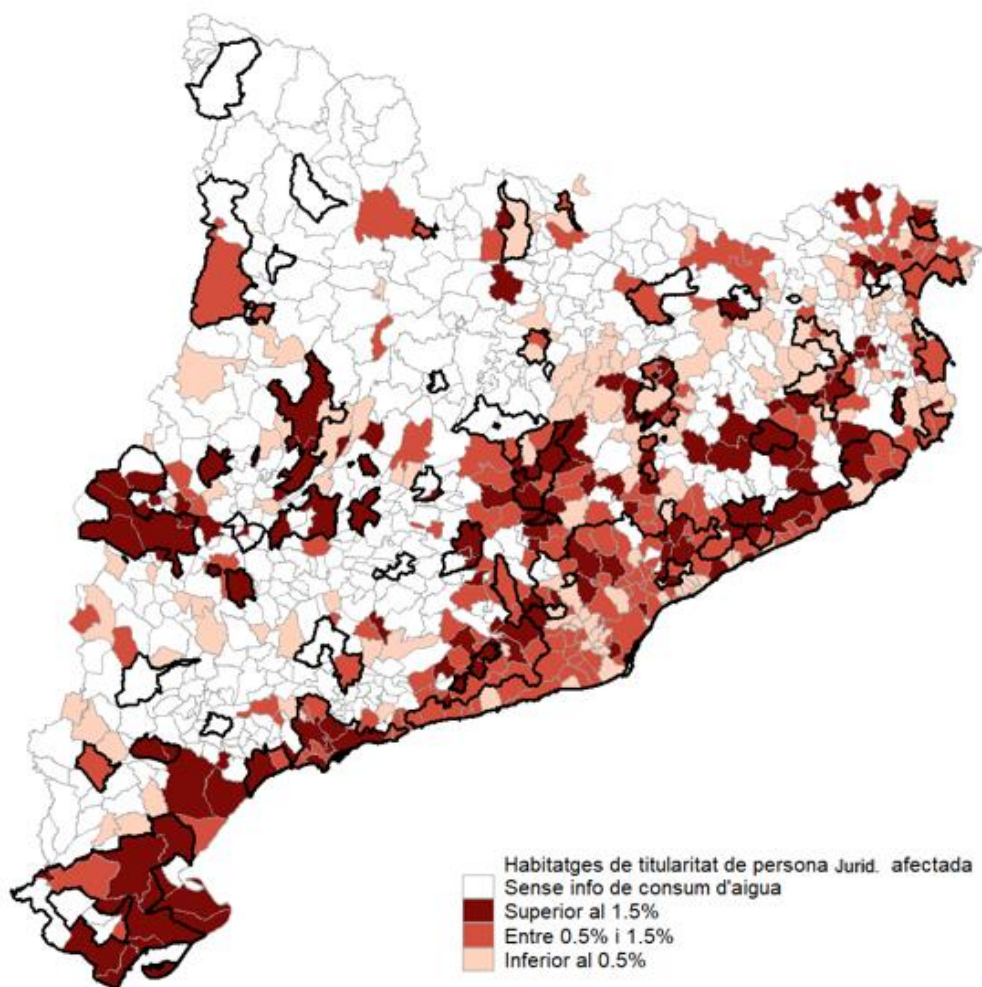 Habitatges de titularitat de persona Jurid. afectada
Sense info de consum d'aigua
Superior al 1.5%
Entre 0.5% i 1.5%
Inferior al 0.5%